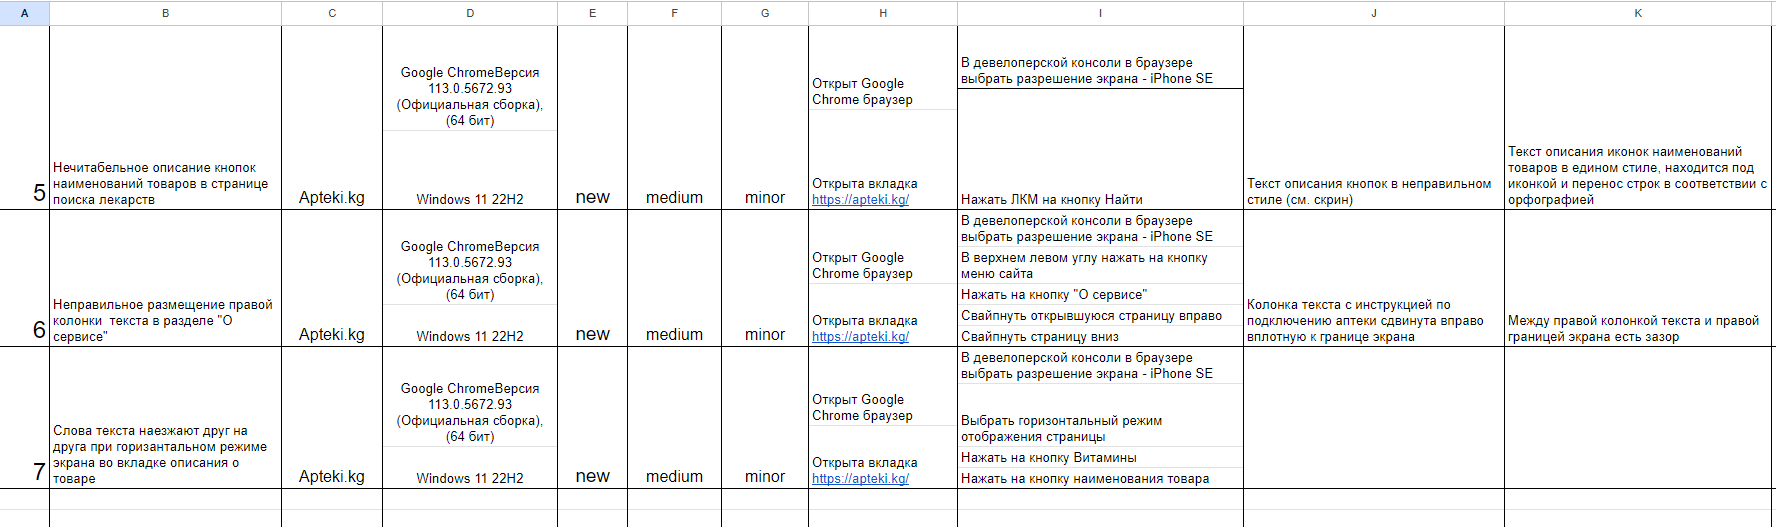 A B C D E F G H I J K
5
Нечитабельное описание кнопок
наименований товаров в странице
поиска лекарств
Apteki.kg
Google ChromeВерсия
113.0.5672.93
(Официальная сборка),
(64 бит)
Windows 11 22H2
new
medium
minor
Открыт Google
Chrome браузер
Открыта вкладка
https://apteki.kg/
В девелоперской консоли в браузере
выбрать разрешение экрана - iPhone SE
Нажать ЛКМ на кнопку Найти
Текст описания кнопок в неправильном
стиле (см. скрин)
Текст описания иконок наименований
товаров в едином стиле, находится под
иконкой и перенос строк в соответствии с
орфографией
6
Неправильное размещение правой
колонки  текста в разделе "О
сервисе"
Apteki.kg
Google ChromeВерсия
113.0.5672.93
(Официальная сборка),
(64 бит)
Windows 11 22H2
new
medium
minor
Открыт Google
Chrome браузер
Открыта вкладка
https://apteki.kg/
В девелоперской консоли в браузере
выбрать разрешение экрана - iPhone SE
В верхнем левом углу нажать на кнопку
меню сайта
Нажать на кнопку "О сервисе"
Свайпнуть открывшуюся страницу вправо
Свайпнуть страницу вниз
Колонка текста с инструкцией по
подключению аптеки сдвинута вправо
вплотную к границе экрана
Между правой колонкой текста и правой
границей экрана есть зазор
7
Слова текста наезжают друг на
друга при горизантальном режиме
экрана во вкладке описания о
товаре
Apteki.kg
Google ChromeВерсия
113.0.5672.93
(Официальная сборка),
(64 бит)
Windows 11 22H2
new
medium
minor
Открыт Google
Chrome браузер
Открыта вкладка
https://apteki.kg/
В девелоперской консоли в браузере
выбрать разрешение экрана - iPhone SE
Выбрать горизонтальный режим
отображения страницы
Нажать на кнопку Витамины
Нажать на кнопку наименования товара